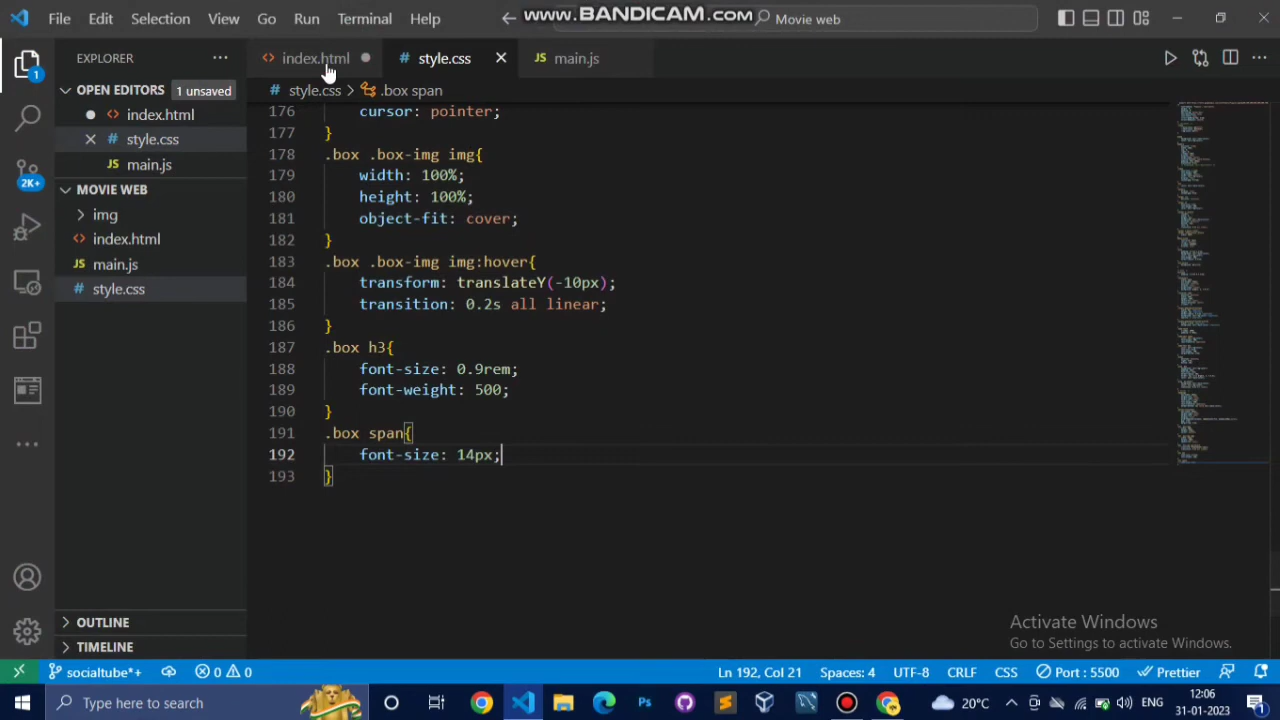 File Edit Selection View Go Run Terminal Help
www.BANDICAM.com
Movie web
EXPLORER
index.html
style.css
JS main.js
OPEN EDITORS 1 unsaved
style.css > .box span
index.html
style.css
JS main.js
MOVIE WEB
img
index.html
JS main.js
style.css
176 cursor: pointer;
177 }
178 .box .box-img img{
179 width: 100%;
180 height: 100%;
181 object-fit: cover;
182 }
183 .box .box-img img:hover{
184 transform: translateY(-10px);
185 transition: 0.2s all linear;
186 }
187 .box h3{
188 font-size: 0.9rem;
189 font-weight: 500;
190 }
191 .box span{
192 font-size: 14px;
193 }
1
2K+
OUTLINE
TIMELINE
Activate Windows
Go to Settings to activate Windows.
socialtube*+ 0 0 Ln 192, Col 21 Spaces: 4 UTF-8 CRLF CSS Port : 5500 Prettier
Type here to search
Ps
20°C
ENG
12:06
31-01-2023